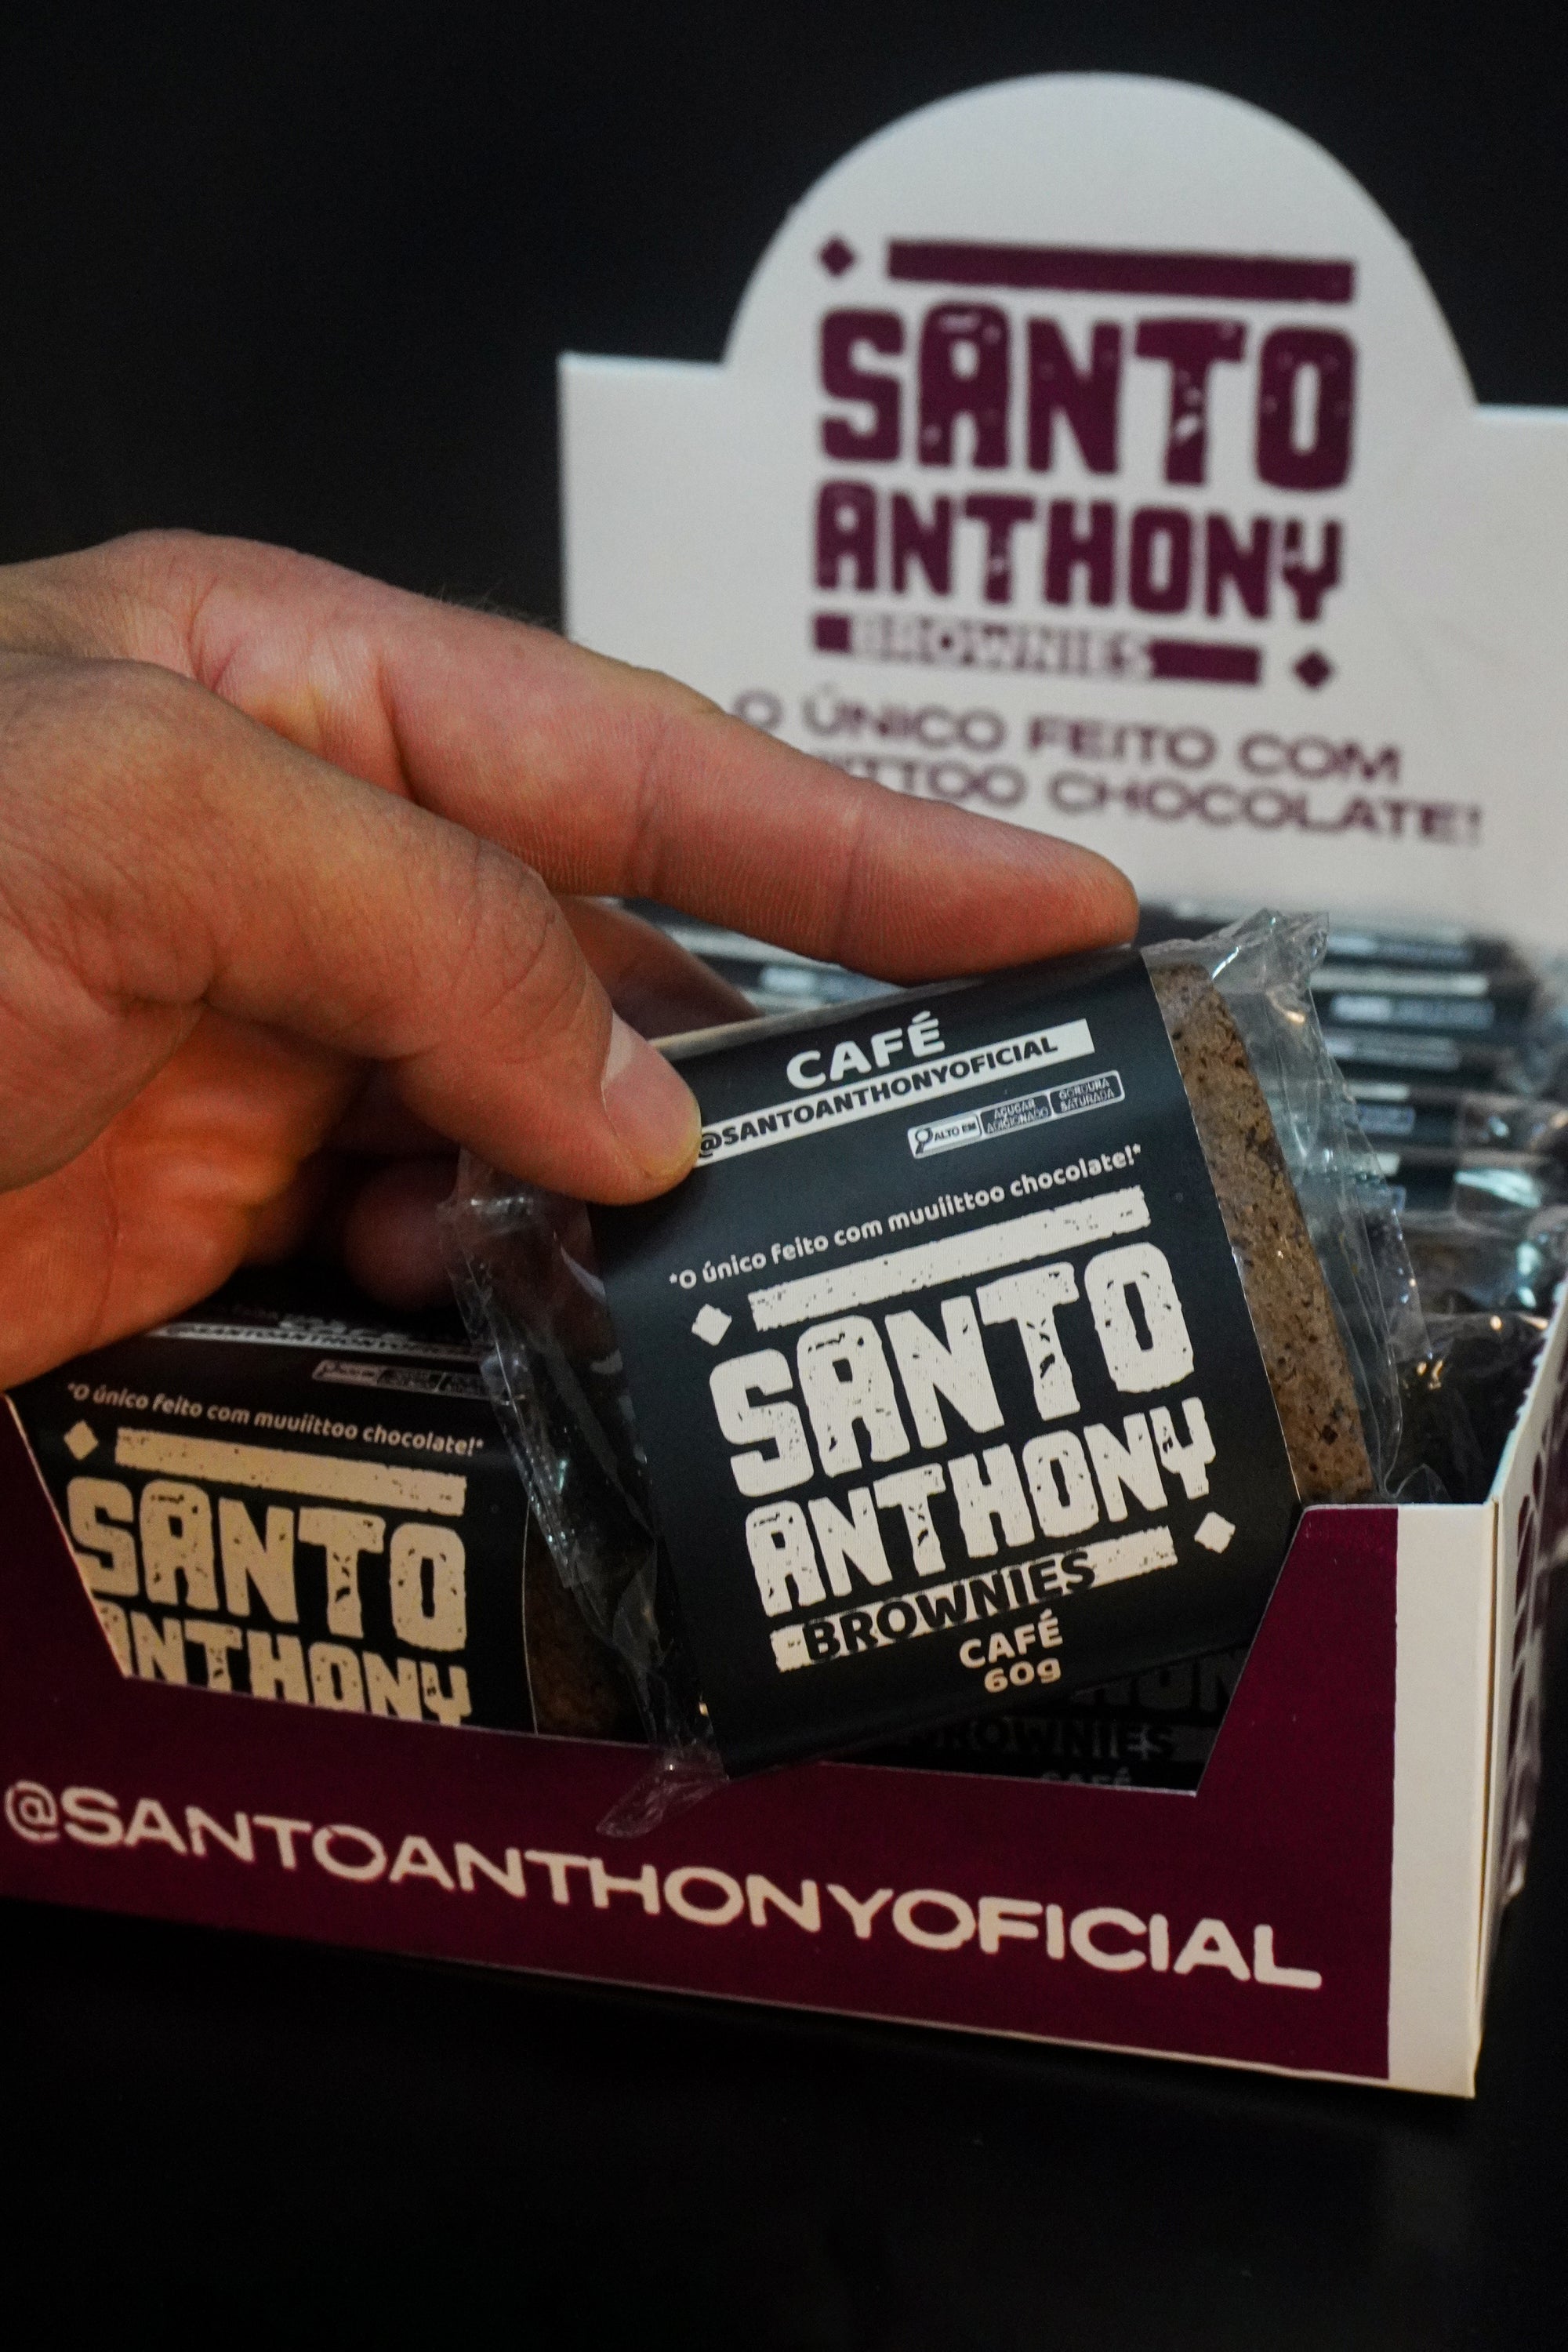 SANTO
ANTHONY
BROWNIES
O ÚNICO FEITO COM
CHOCOLATE!
CAFÉ
@SANTOANTHONYOFICIAL
ALTO EM
AÇÚCAR
ADICIONADO
GORDURA
SATURADA
*O único feito com muuiittoo chocolate!*
SANTO
ANTHONY
BROWNIES
CAFÉ
60g
*O único feito com muuiittoo chocolate!*
SANTO
ANTHONY
BROWNIES
CAFÉ
@SANTOANTHONYOFICIAL